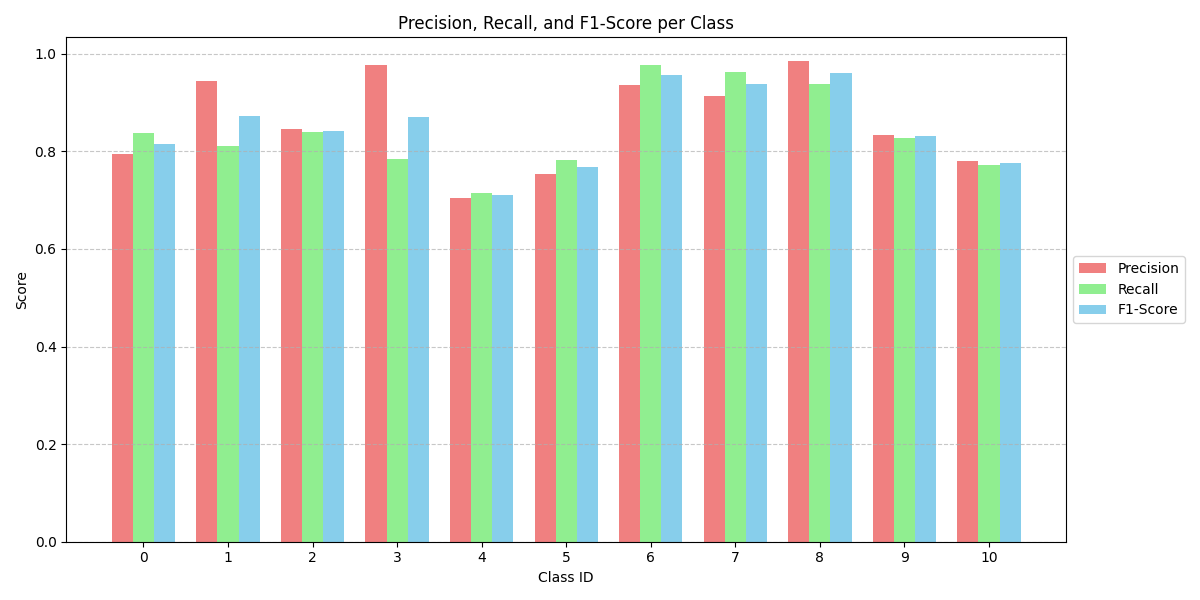 Precision, Recall, and F1-Score per Class
1.0
0.8
0.6
0.4
0.2
0.0
Score
0 1 2 3 4 5 6 7 8 9 10
Class ID
Precision
Recall
F1-Score